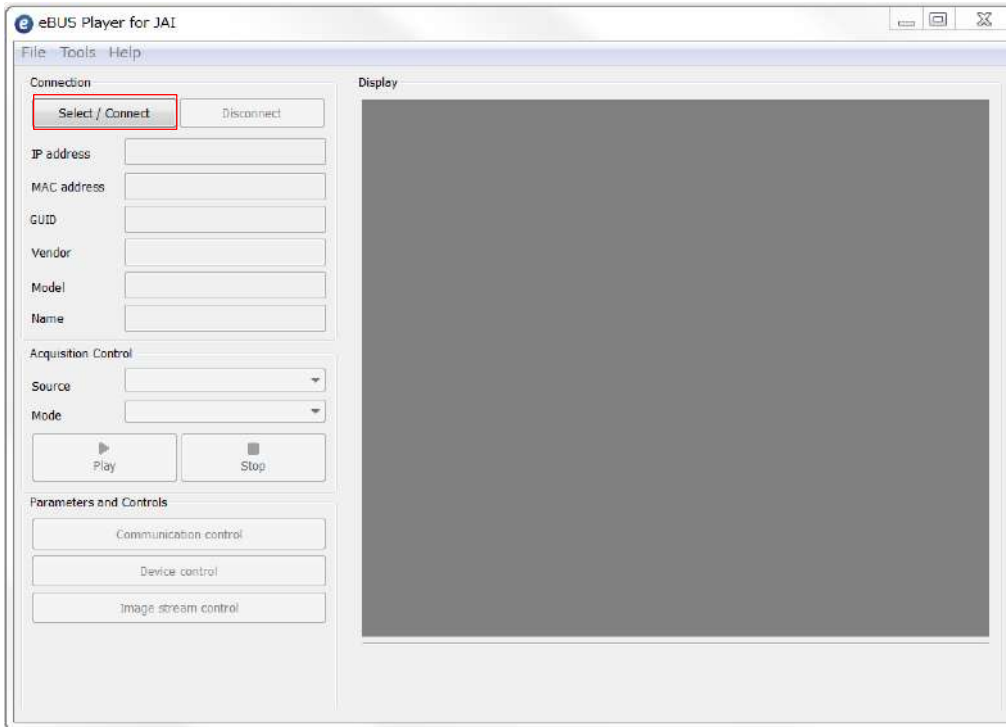 eBUS Player for JAI
File Tools Help
Connection
Select / Connect
Disconnect
IP address
MAC address
GUID
Vendor
Model
Name
Acquisition Control
Source
Mode
Play
Stop
Parameters and Controls
Communication control
Device control
Image stream control
Display